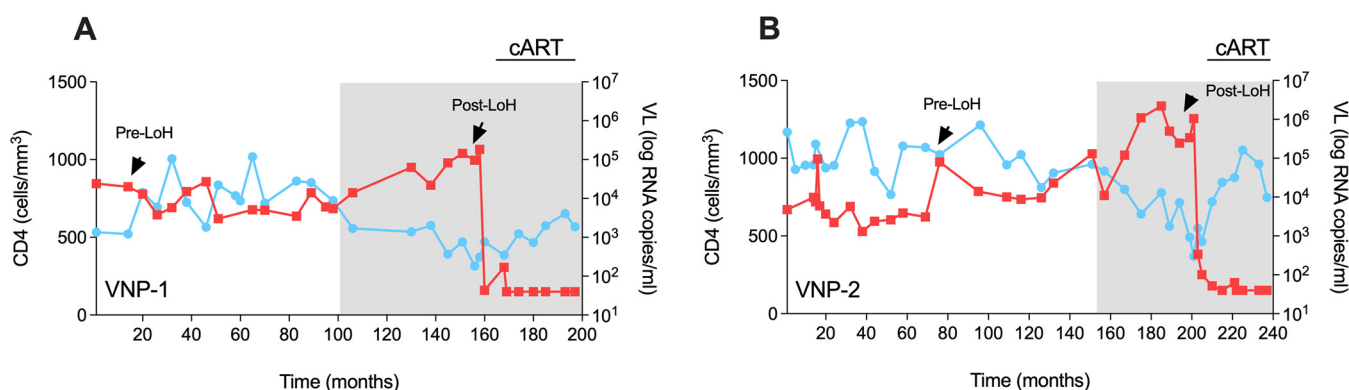 A
cART
1500
1000
500
0
CD4 (cells/mm³)
Pre-LoH
Post-LoH
VNP-1
10⁷
10⁶
10⁵
10⁴
10³
10²
10¹
VL (log RNA copies/ml)
20 40 60 80 100 120 140 160 180 200
Time (months)
B
cART
1500
1000
500
0
CD4 (cells/mm³)
Pre-LoH
Post-LoH
VNP-2
10⁷
10⁶
10⁵
10⁴
10³
10²
10¹
VL (log RNA copies/ml)
20 40 60 80 100 120 140 160 180 200 220 240
Time (months)